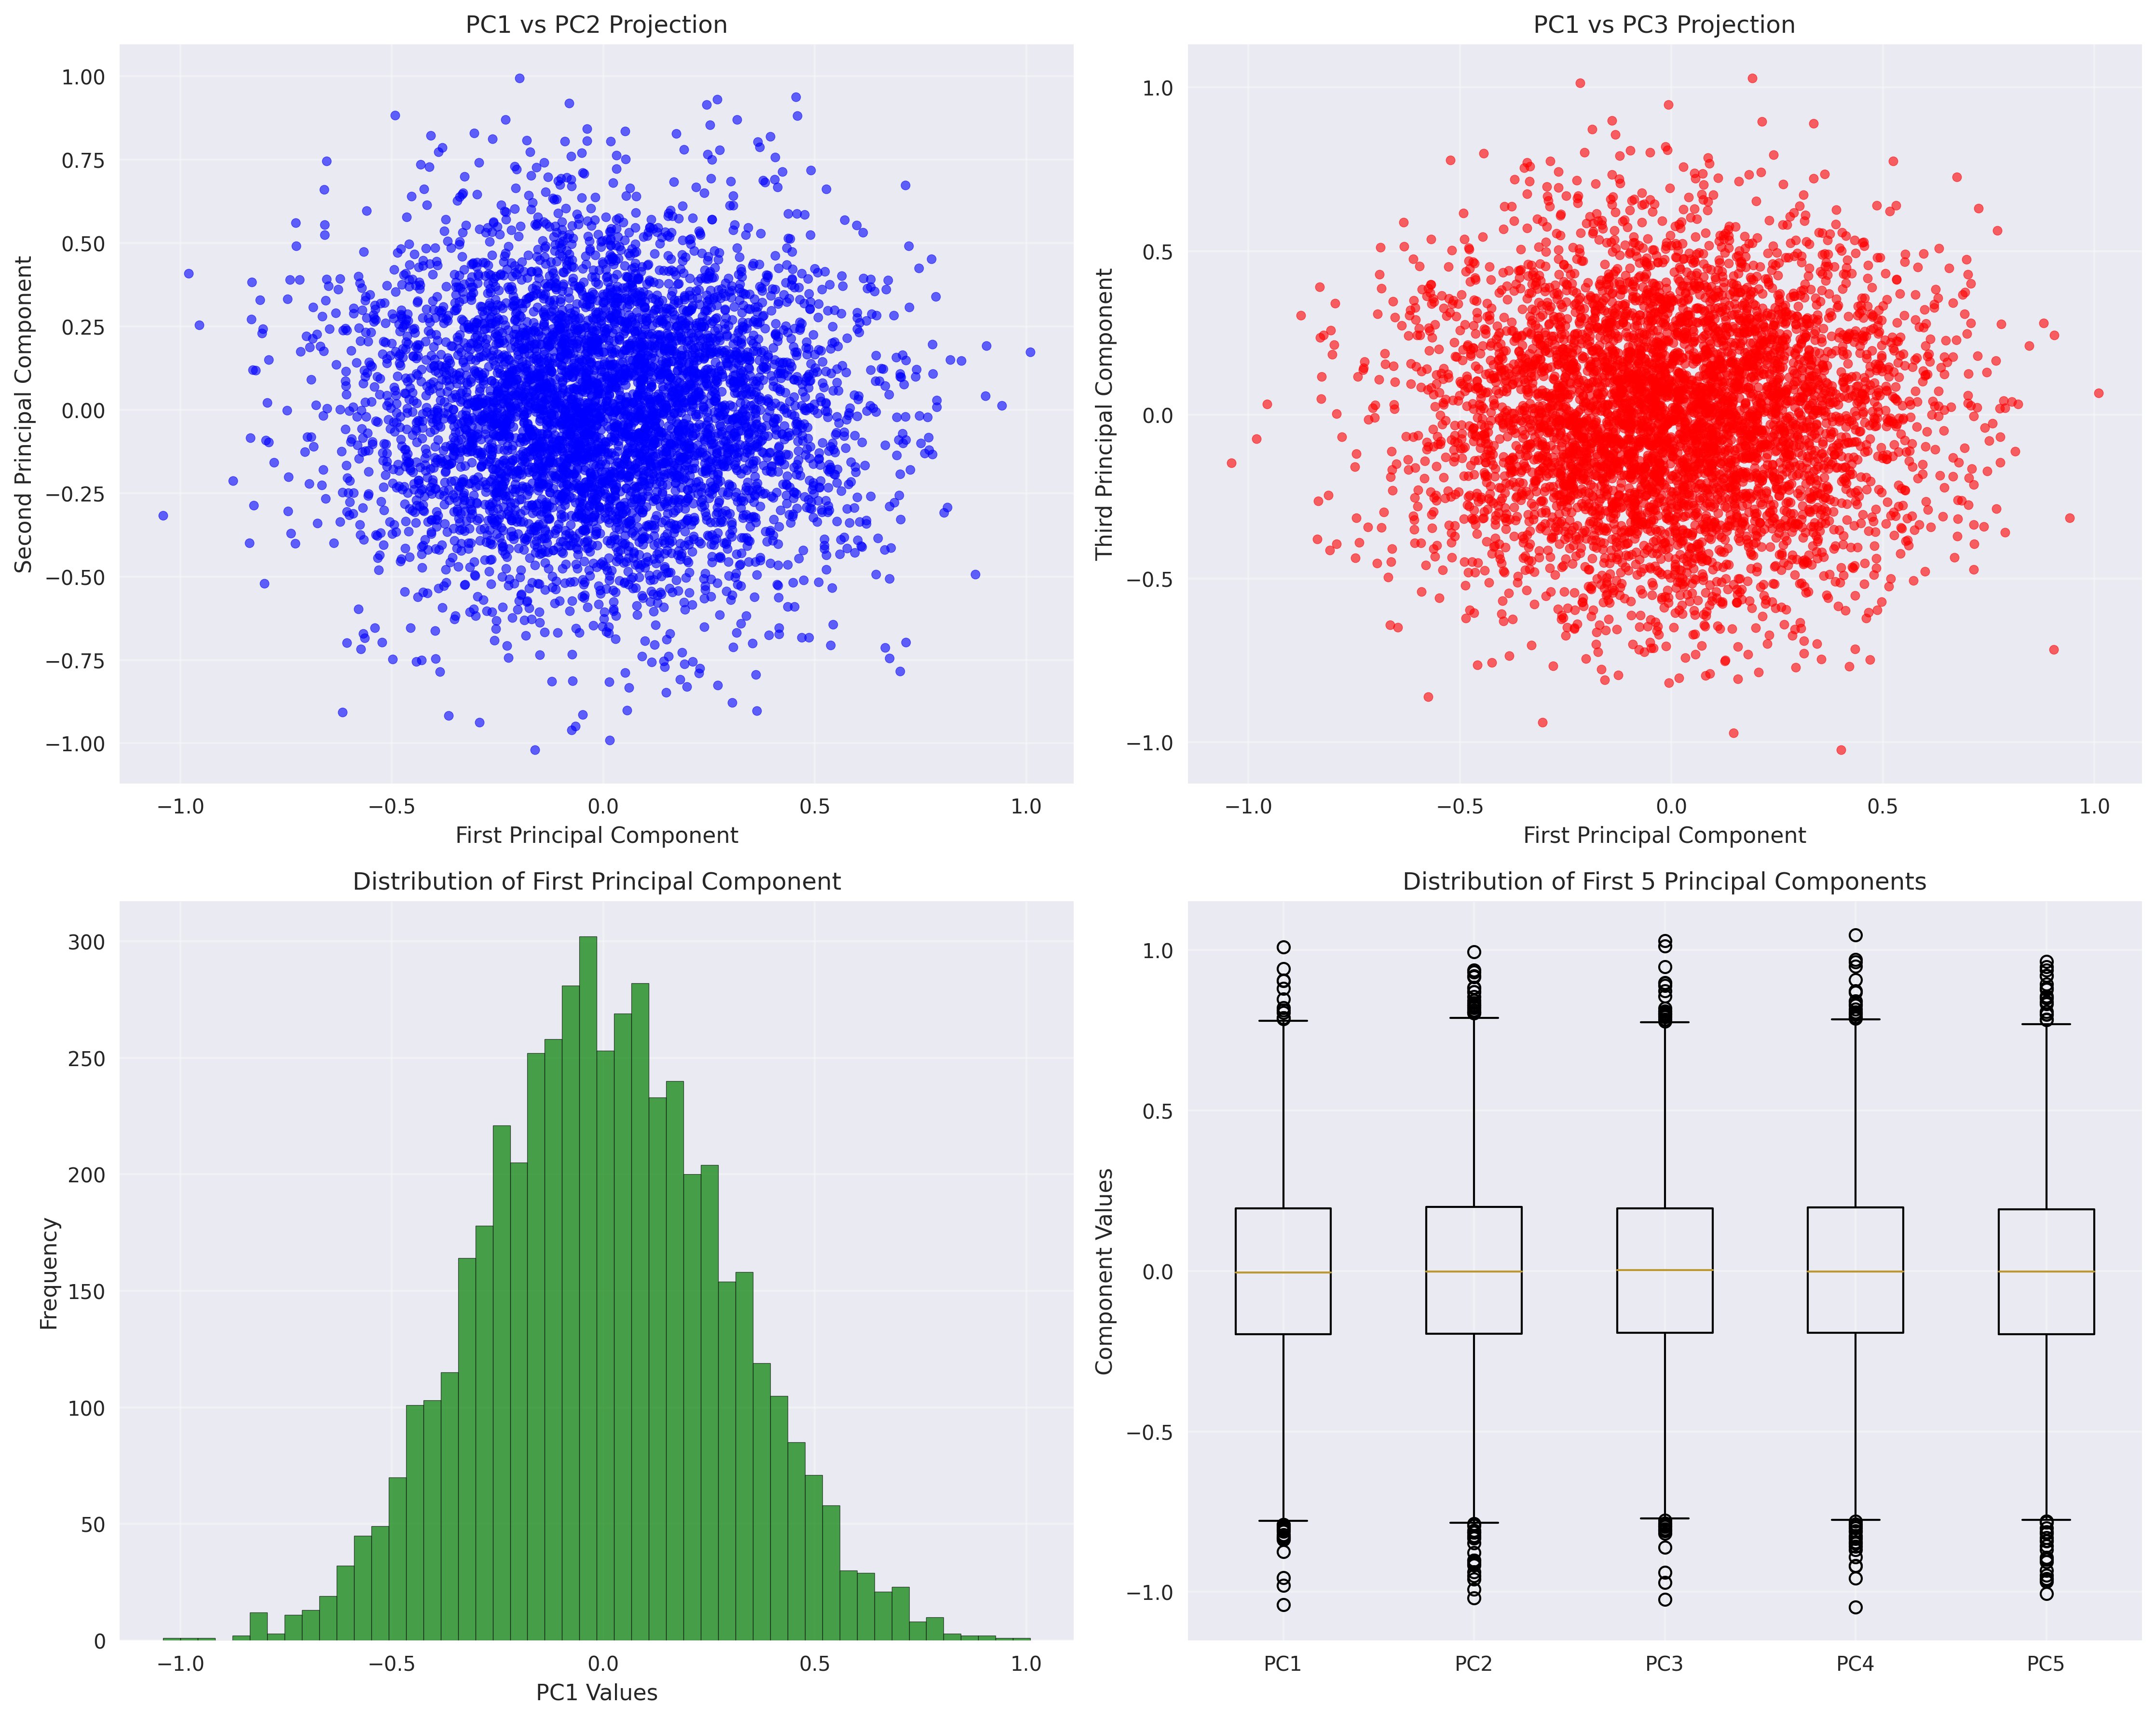 PC1 vs PC2 Projection
1.00
0.75
0.50
0.25
0.00
−0.25
−0.50
−0.75
−1.00
Second Principal Component
−1.0 −0.5 0.0 0.5 1.0
First Principal Component
PC1 vs PC3 Projection
1.0
0.5
0.0
−0.5
−1.0
Third Principal Component
−1.0 −0.5 0.0 0.5 1.0
First Principal Component
Distribution of First Principal Component
300
250
200
150
100
50
0
Frequency
−1.0 −0.5 0.0 0.5 1.0
PC1 Values
Distribution of First 5 Principal Components
1.0
0.5
0.0
−0.5
−1.0
Component Values
PC1 PC2 PC3 PC4 PC5